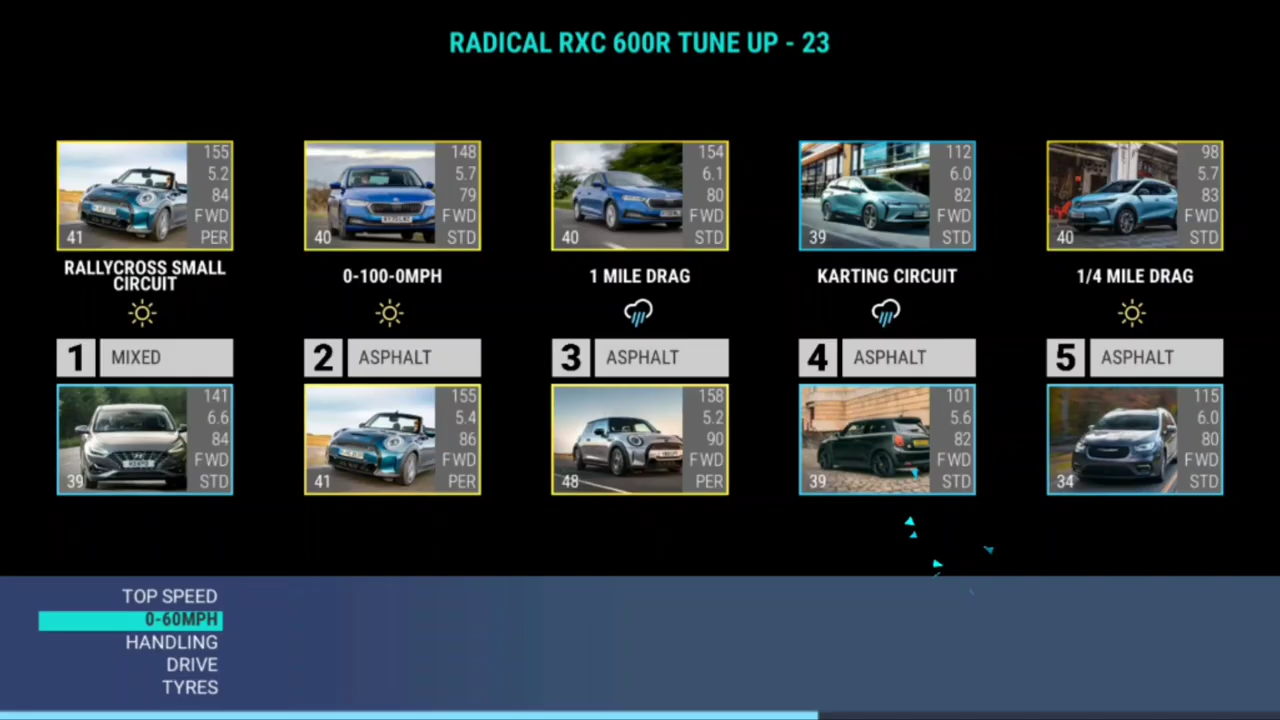 RADICAL RXC 600R TUNE UP - 23
155
5.2
84
FWD
PER
41
148
5.7
79
FWD
STD
40
154
6.1
80
FWD
STD
40
112
6.0
82
FWD
STD
39
98
5.7
83
FWD
STD
40
RALLYCROSS SMALL
CIRCUIT
0-100-0MPH
1 MILE DRAG
KARTING CIRCUIT
1/4 MILE DRAG
1 MIXED
2 ASPHALT
3 ASPHALT
4 ASPHALT
5 ASPHALT
141
6.6
84
FWD
STD
39
155
5.4
86
FWD
PER
41
158
5.2
90
FWD
PER
48
101
5.6
82
FWD
STD
39
115
6.0
80
FWD
STD
34
TOP SPEED
0-60MPH
HANDLING
DRIVE
TYRES